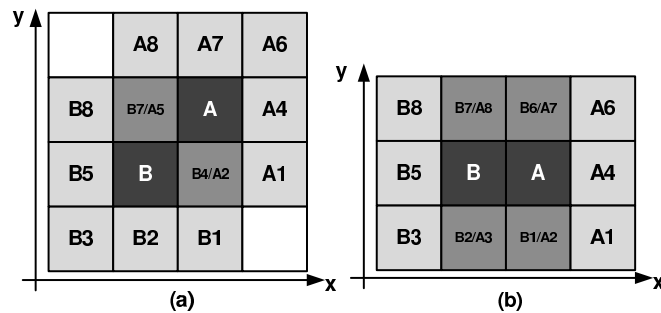 y
A8 A7 A6
B8 B7/A5 A A4
B5 B B4/A2 A1
B3 B2 B1
x
(a)
y
B8 B7/A8 B6/A7 A6
B5 B A A4
B3 B2/A3 B1/A2 A1
x
(b)